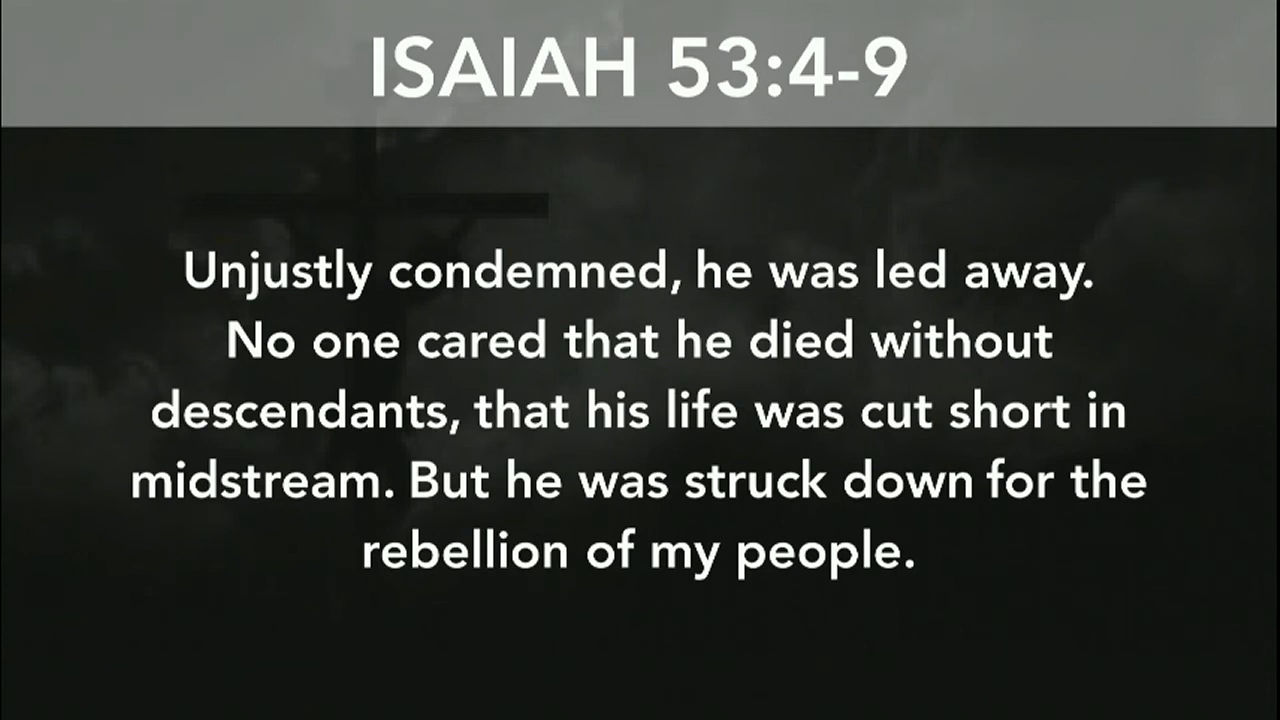 ISAIAH 53:4-9
Unjustly condemned, he was led away.
No one cared that he died without
descendants, that his life was cut short in
midstream. But he was struck down for the
rebellion of my people.